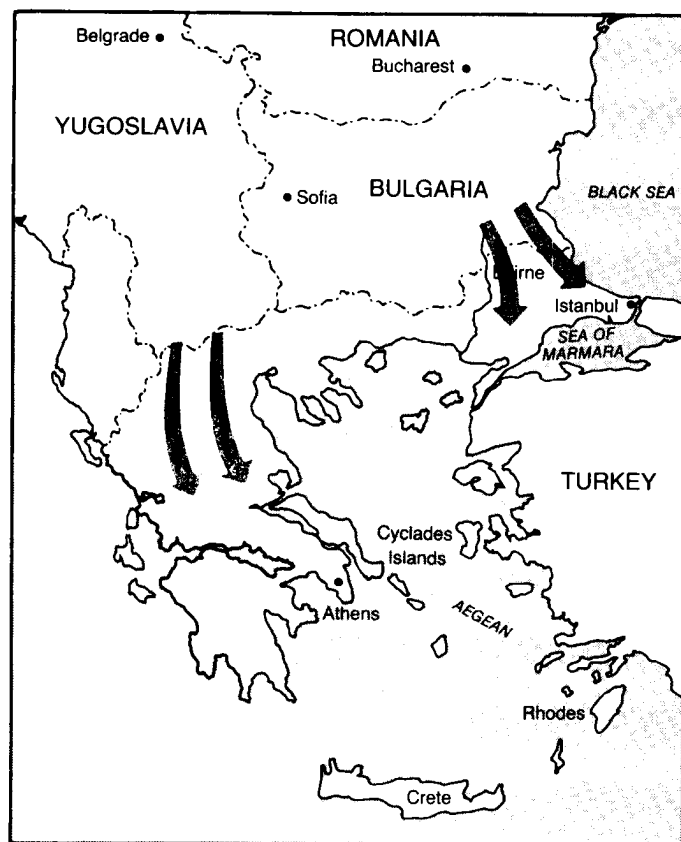 Belgrade
ROMANIA
Bucharest
YUGOSLAVIA
Sofia
BULGARIA
BLACK SEA
Istanbul
SEA OF
MARMARA
TURKEY
Cyclades
Islands
Athens
AEGEAN
Rhodes
Crete